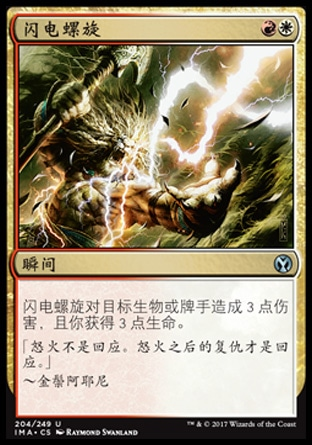 闪电螺旋
瞬间
闪电螺旋对目标生物或牌手造成3点伤
害，且你获得3点生命。
「怒火不是回应。怒火之后的复仇才是回
应。」
～金鬃阿耶尼
204/249 U
IMA • CS RAYMOND SWANLAND
™ & © 2017 Wizards of the Coast